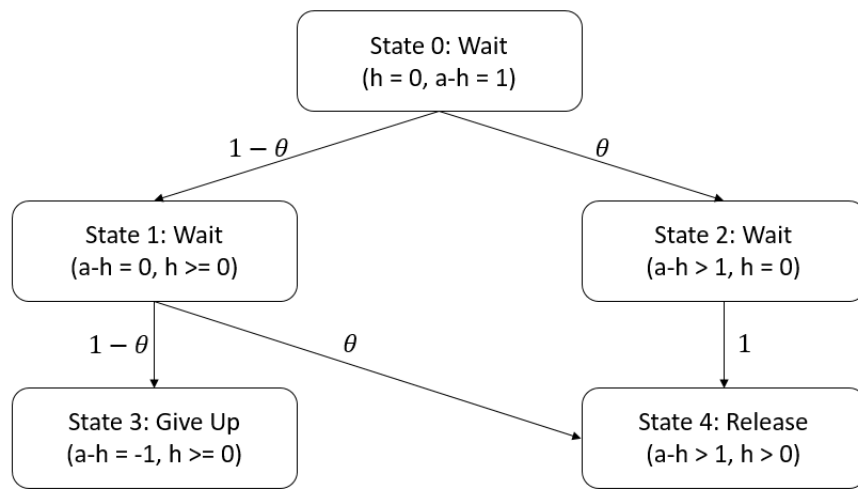 State 0: Wait
(h = 0, a-h = 1)
1 − θ
θ
State 1: Wait
(a-h = 0, h >= 0)
State 2: Wait
(a-h > 1, h = 0)
1 − θ
θ
1
State 3: Give Up
(a-h = -1, h >= 0)
State 4: Release
(a-h > 1, h > 0)